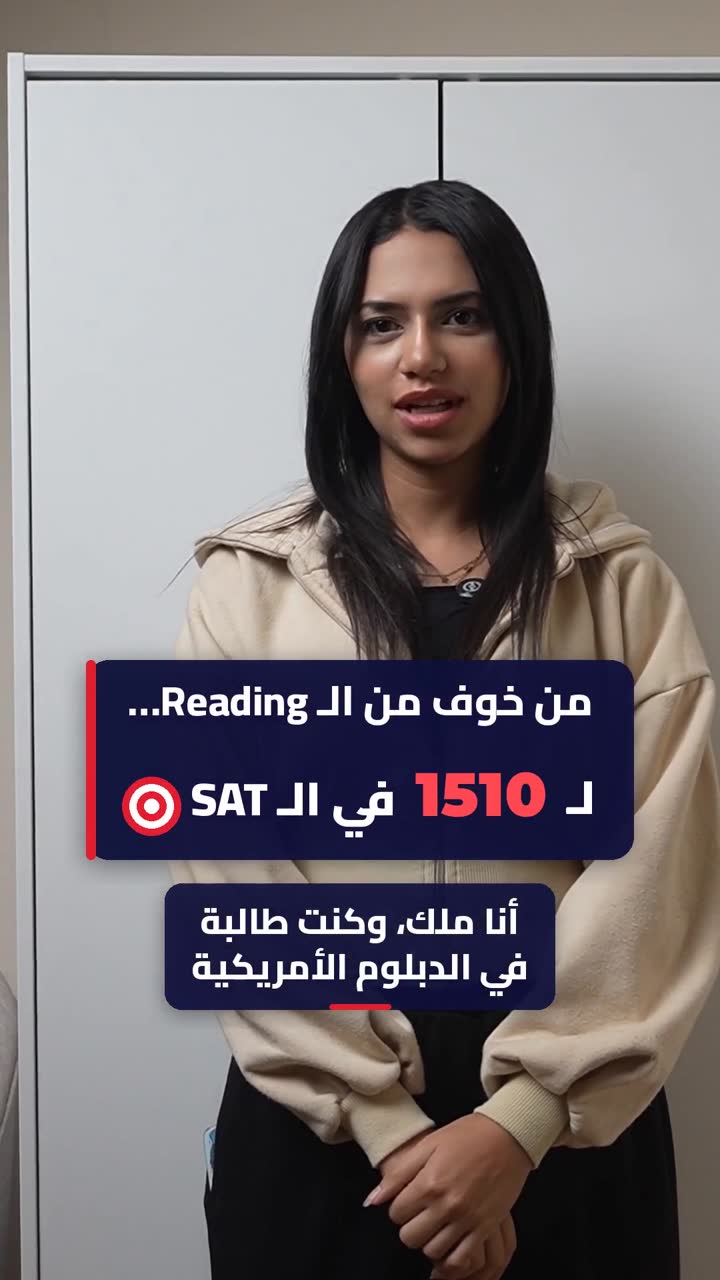 من خوف من الـ Reading...
لـ 1510 في الـ SAT
أنا ملك، وكنت طالبة
في الدبلوم الأمريكية